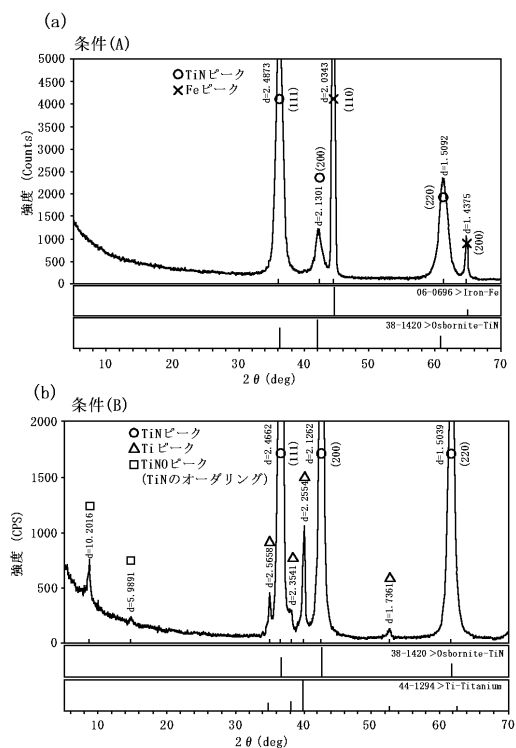 (a)
条件(A)
○TiNピーク
×Feピーク
強度 (Counts)
5000
4500
4000
3500
3000
2500
2000
1500
1000
500
0
d=2.4873
(111)
d=2.1301
(200)
d=2.0343
(110)
(220)
d=1.5092
d=1.4375
(200)
06-0696>Iron-Fe
38-1420>Osbornite-TiN
10 20 30 40 50 60 70
2θ(deg)
(b)
条件(B)
○TiNピーク
△Tiピーク
□TiNOピーク
(TiNのオーダリング)
強度 (CPS)
2000
1500
1000
500
0
d=10.2016
d=5.9891
d=2.5658
d=2.4662
(111)
d=2.3541
d=2.2554
d=2.1262
(200)
d=1.7361
d=1.5039
(220)
38-1420>Osbornite-TiN
44-1294>Ti-Titanium
10 20 30 40 50 60 70
2θ(deg)